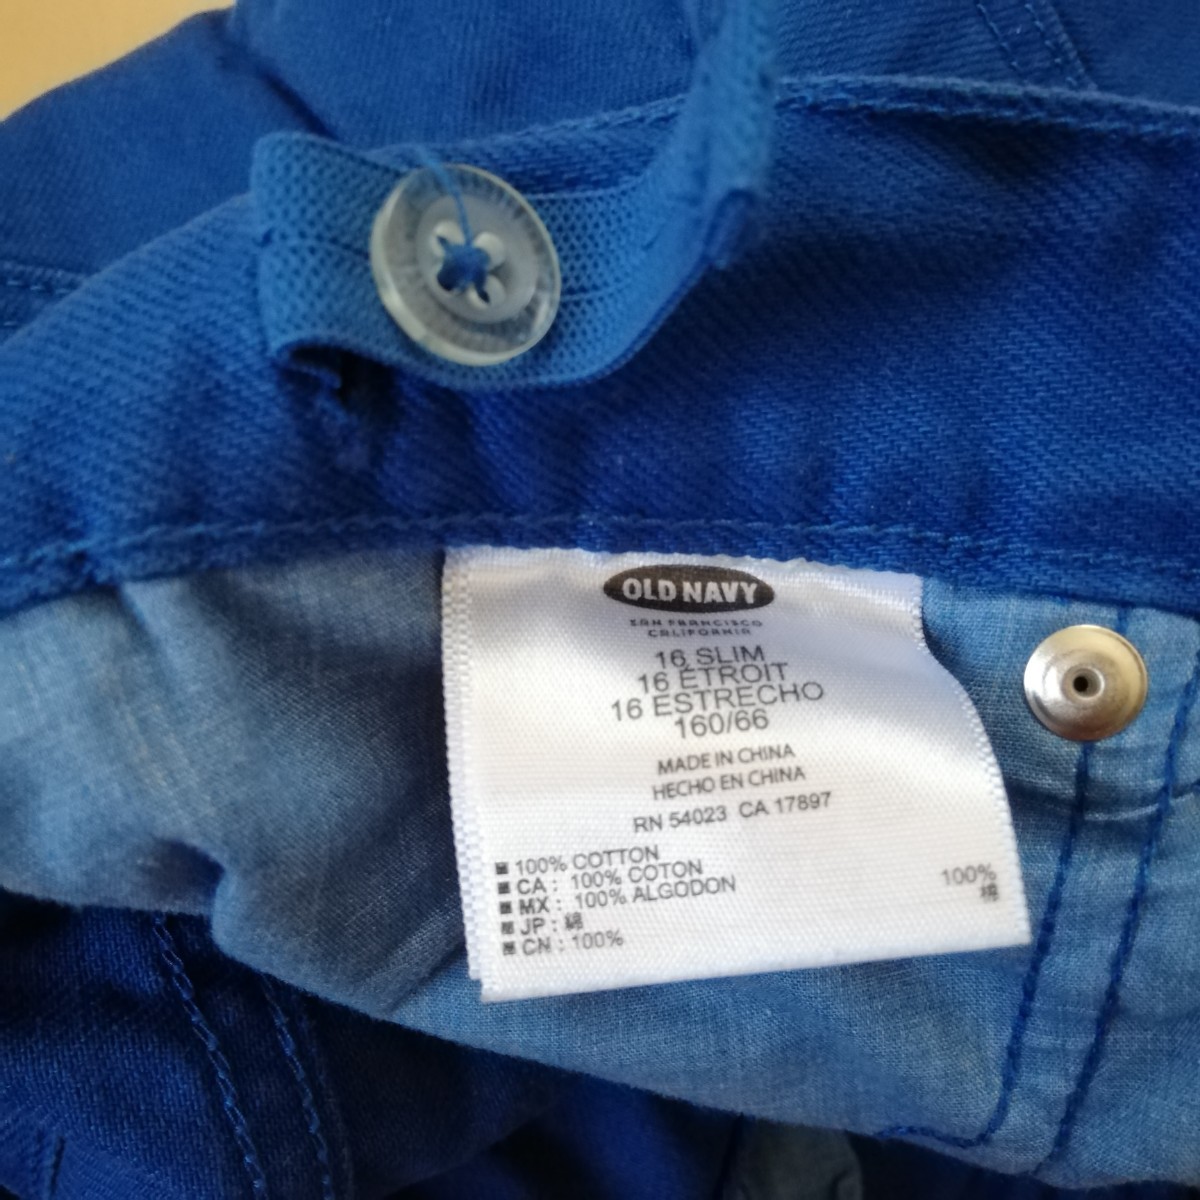 OLD NAVY
SAN FRANCISCO
CALIFORNIA
16 SLIM
16 ÉTROIT
16 ESTRECHO
160/66
MADE IN CHINA
HECHO EN CHINA
RN 54023 CA 17897
100% COTTON
CA : 100% COTON
MX : 100% ALGODON
JP : 綿 100%
CN : 100% 棉